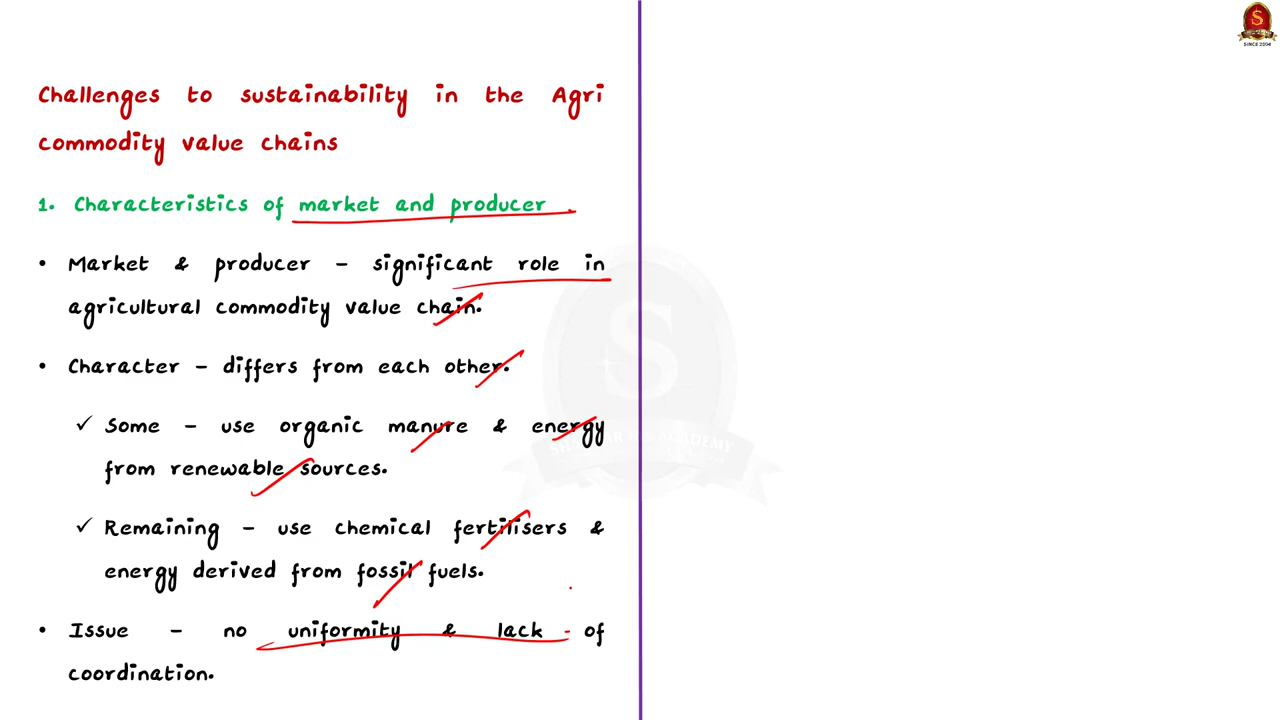 Challenges to sustainability in the Agri
commodity value chains
1. Characteristics of market and producer.
• Market & producer – significant role in
agricultural commodity value chain.
• Character – differs from each other.
✓ Some – use organic manure & energy
from renewable sources.
✓ Remaining – use chemical fertilisers &
energy derived from fossil fuels.
• Issue – no uniformity & lack of
coordination.
S
SINCE 2004